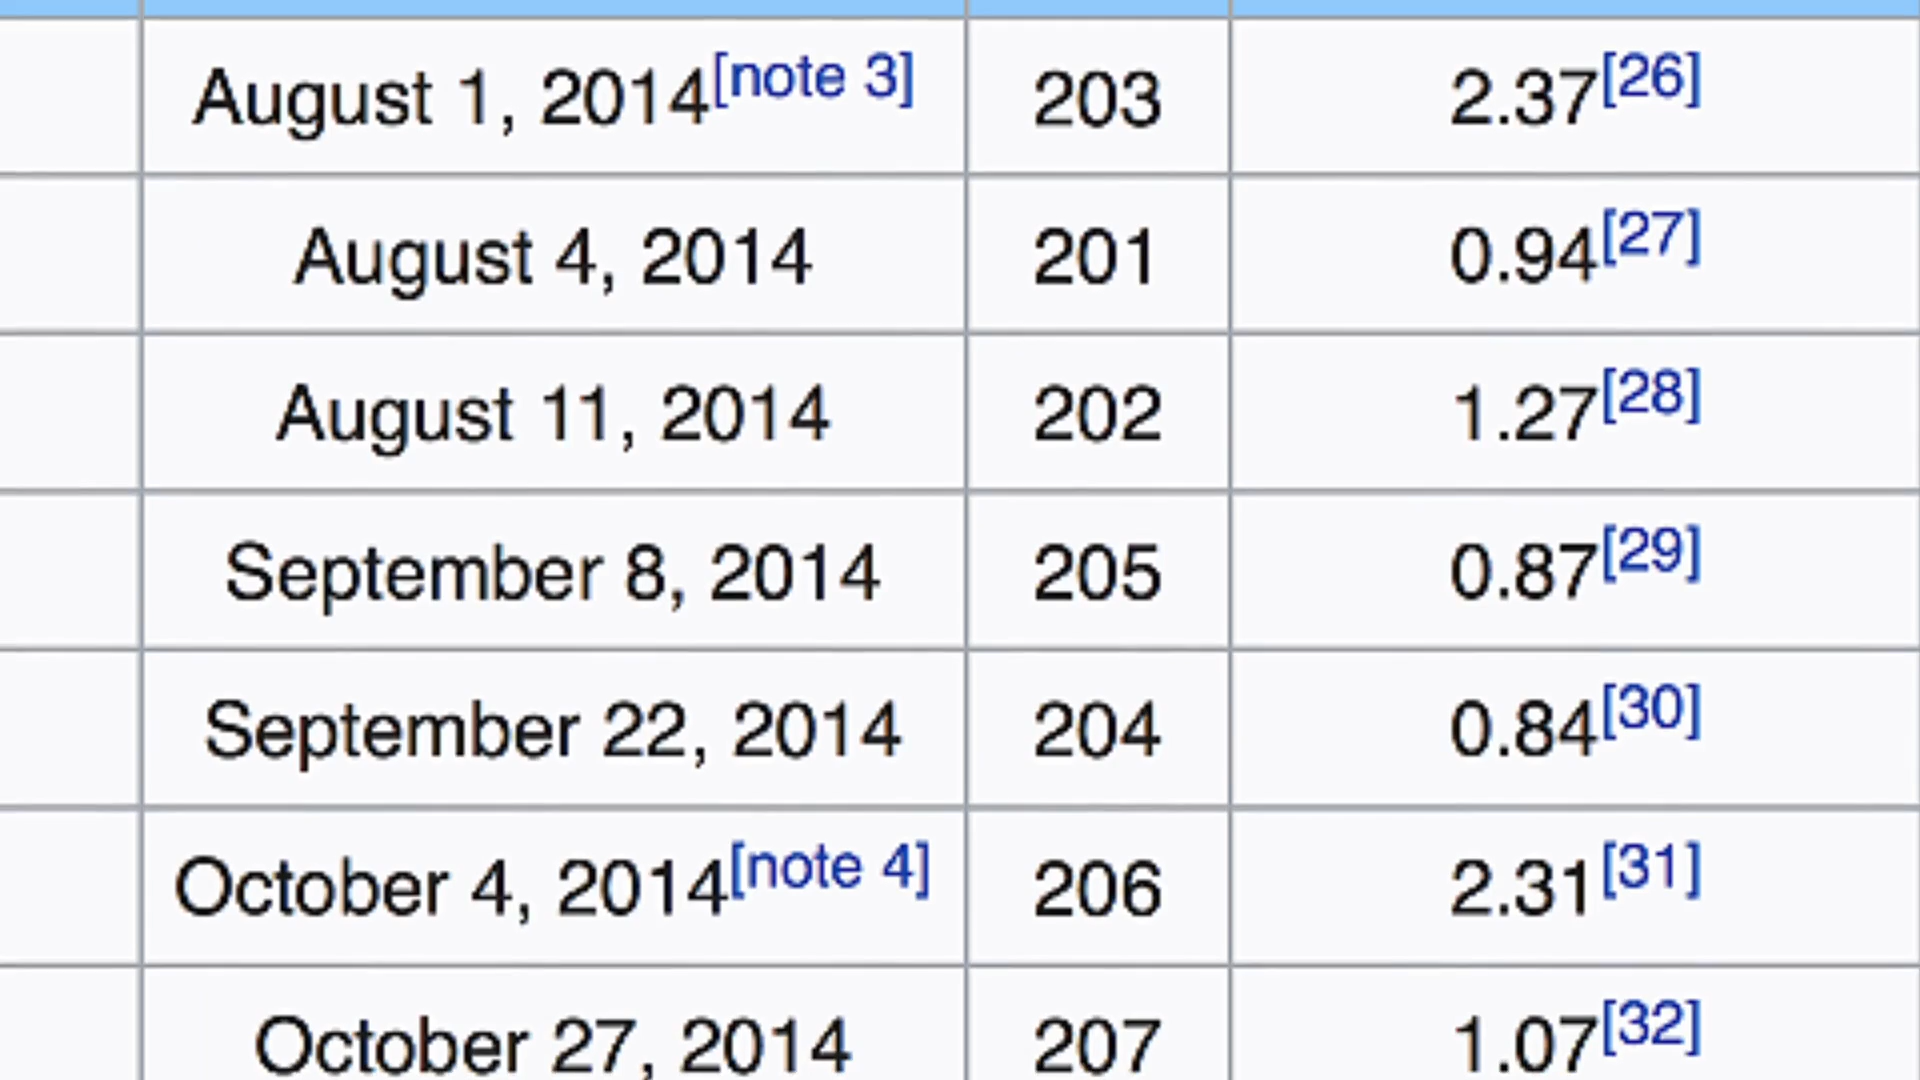 August 1, 2014[note 3] 203 2.37[26]
August 4, 2014 201 0.94[27]
August 11, 2014 202 1.27[28]
September 8, 2014 205 0.87[29]
September 22, 2014 204 0.84[30]
October 4, 2014[note 4] 206 2.31[31]
October 27, 2014 207 1.07[32]